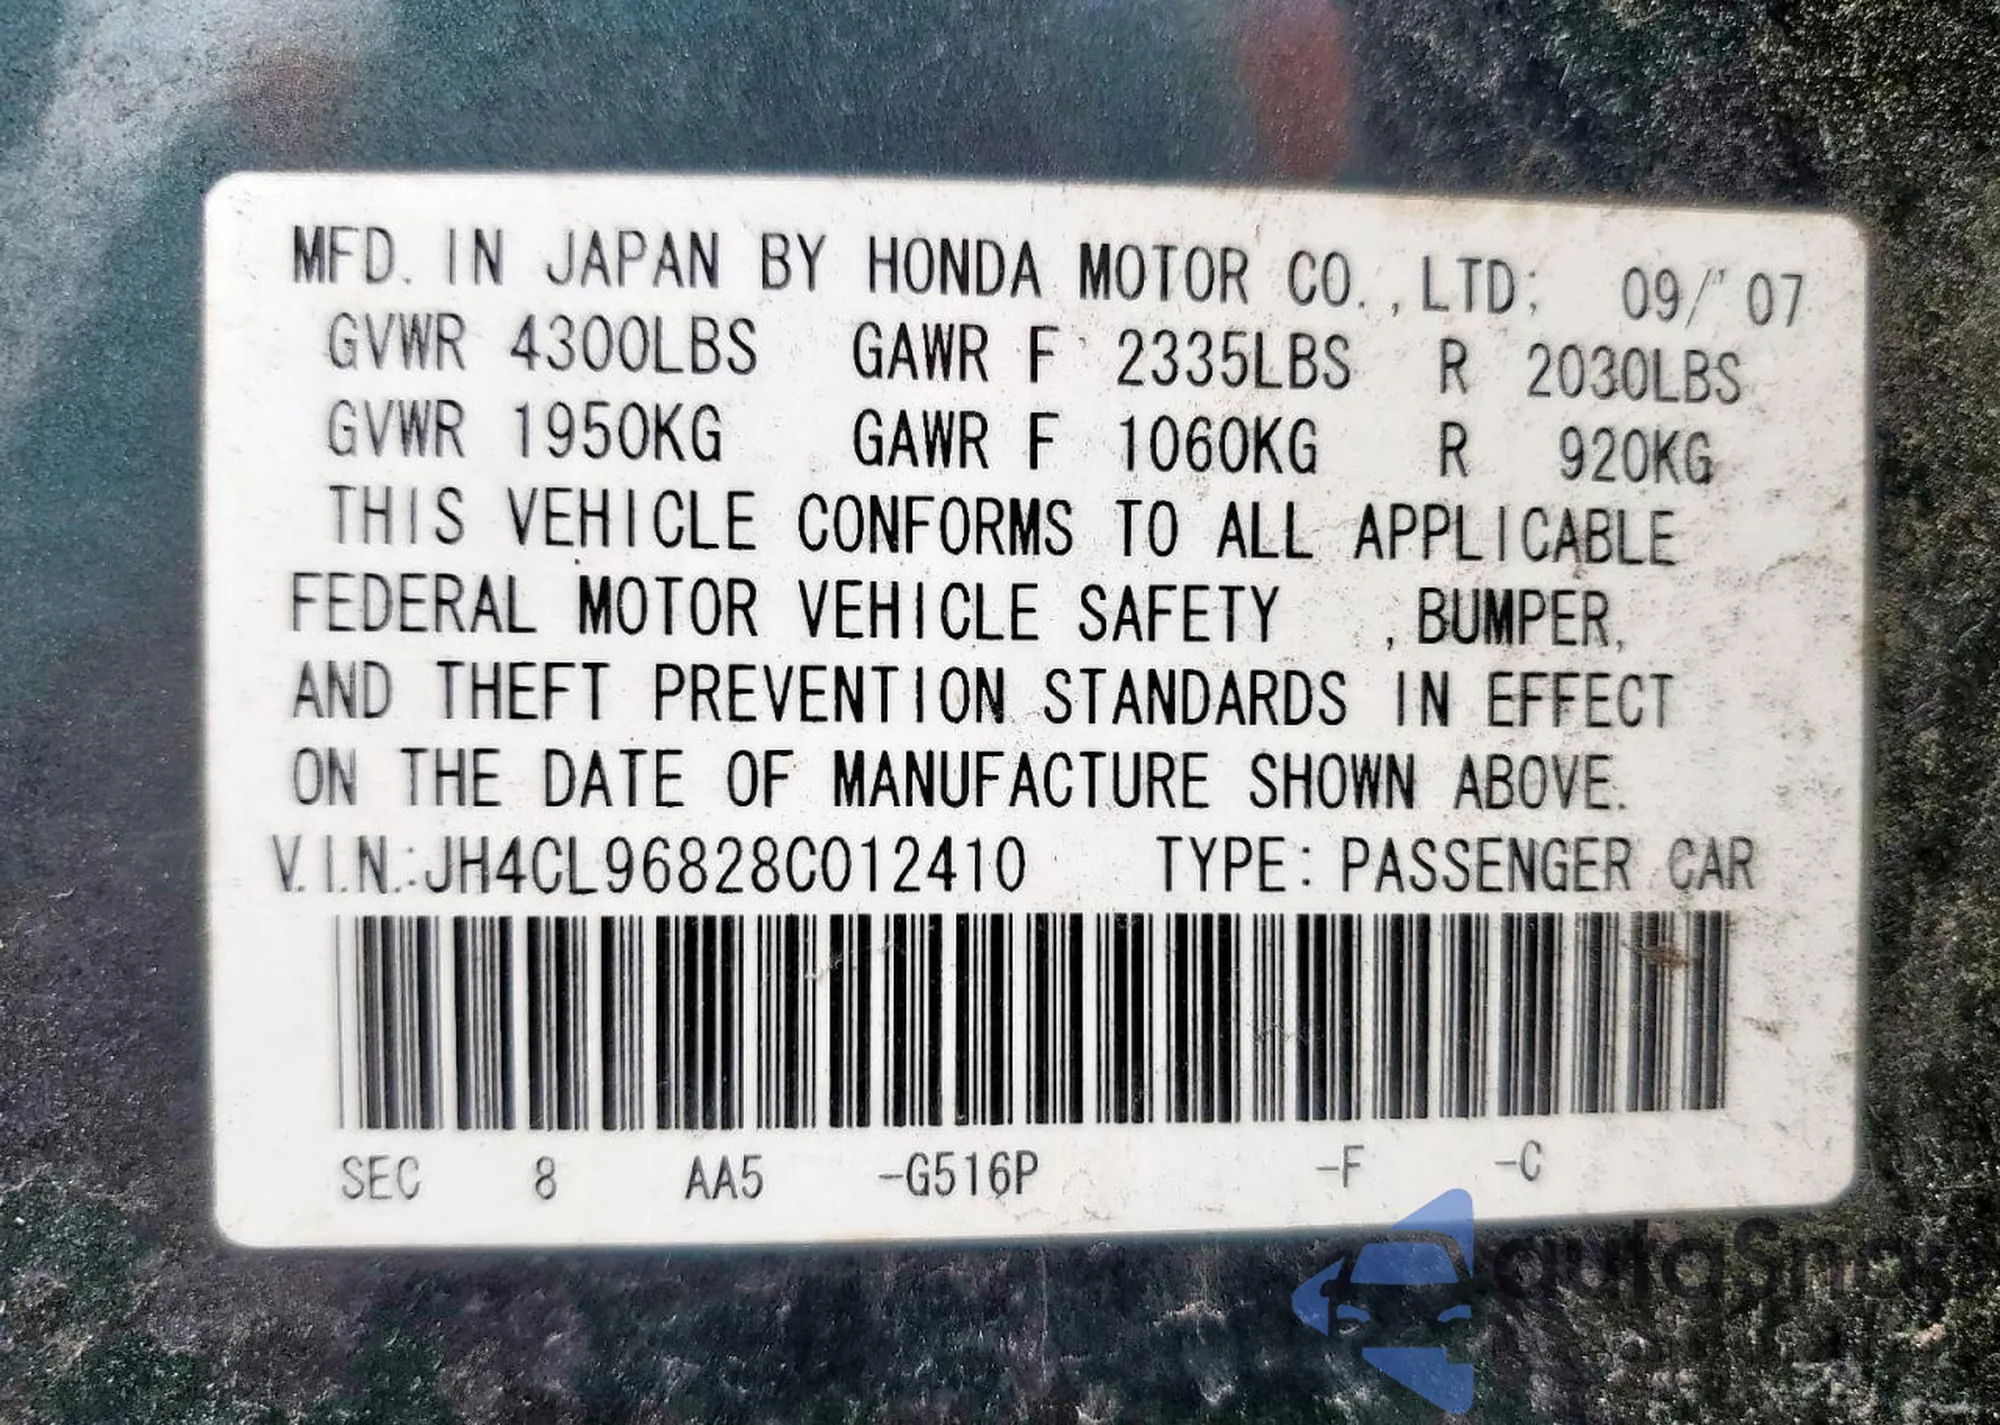 MFD. IN JAPAN BY HONDA MOTOR CO.,LTD; 09/'07
GVWR 4300LBS GAWR F 2335LBS R 2030LBS
GVWR 1950KG GAWR F 1060KG R 920KG
THIS VEHICLE CONFORMS TO ALL APPLICABLE
FEDERAL MOTOR VEHICLE SAFETY ,BUMPER,
AND THEFT PREVENTION STANDARDS IN EFFECT
ON THE DATE OF MANUFACTURE SHOWN ABOVE.
V.I.N.:JH4CL96828C012410 TYPE: PASSENGER CAR
SEC 8 AA5 -G516P -F -C